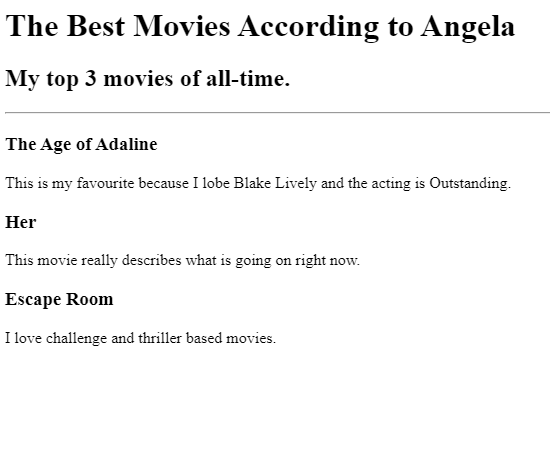 The Best Movies According to Angela
My top 3 movies of all-time.
The Age of Adaline
This is my favourite because I lobe Blake Lively and the acting is Outstanding.
Her
This movie really describes what is going on right now.
Escape Room
I love challenge and thriller based movies.